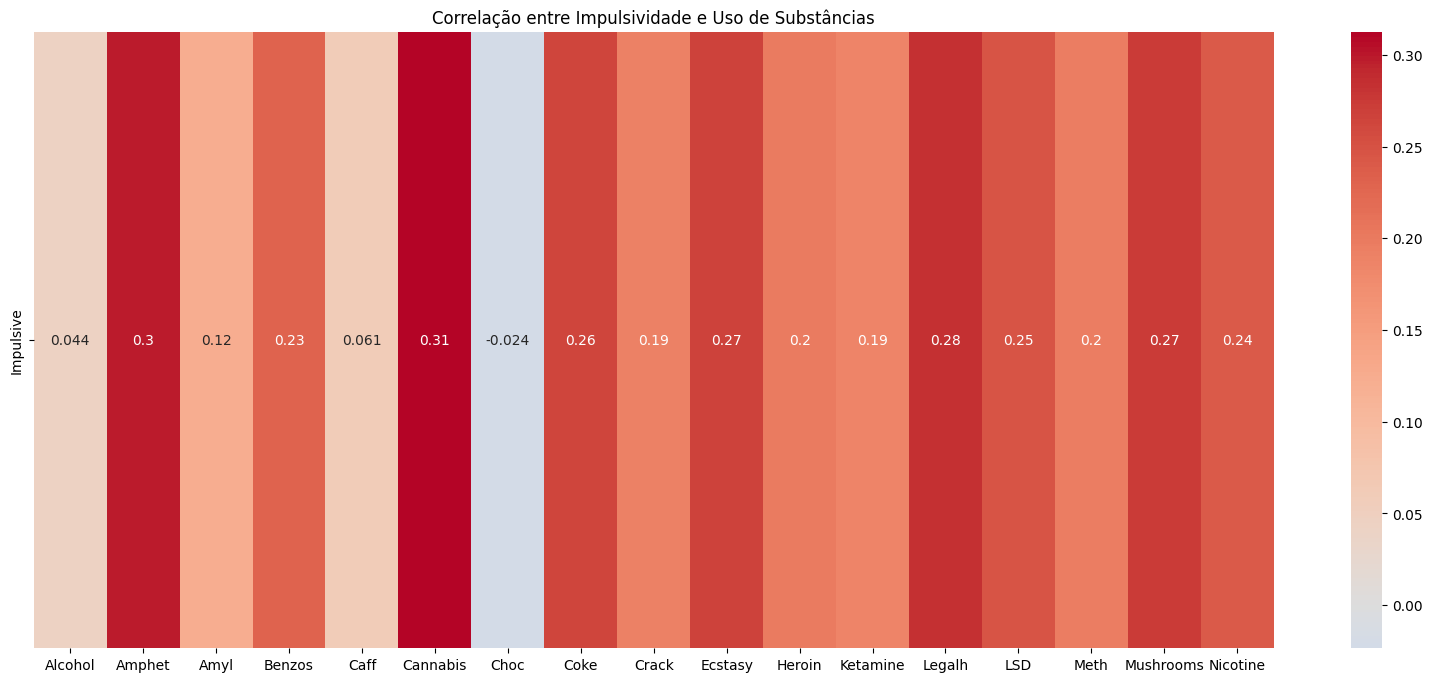 Correlação entre Impulsividade e Uso de Substâncias
Impulsive
0.044 0.3 0.12 0.23 0.061 0.31 -0.024 0.26 0.19 0.27 0.2 0.19 0.28 0.25 0.2 0.27 0.24
Alcohol Amphet Amyl Benzos Caff Cannabis Choc Coke Crack Ecstasy Heroin Ketamine Legalh LSD Meth Mushrooms Nicotine
0.30
0.25
0.20
0.15
0.10
0.05
0.00